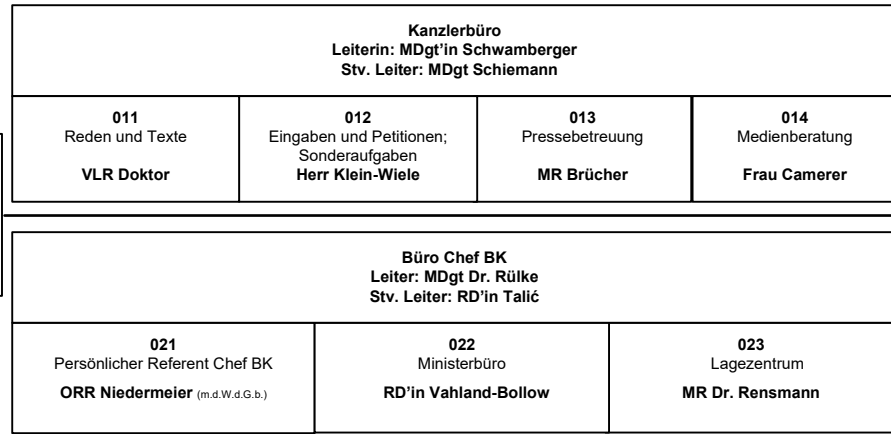 Kanzlerbüro
Leiterin: MDgt'in Schwamberger
Stv. Leiter: MDgt Schiemann
011
Reden und Texte
VLR Doktor
012
Eingaben und Petitionen;
Sonderaufgaben
Herr Klein-Wiele
013
Pressebetreuung
MR Brücher
014
Medienberatung
Frau Camerer
Büro Chef BK
Leiter: MDgt Dr. Rülke
Stv. Leiter: RD'in Talić
021
Persönlicher Referent Chef BK
ORR Niedermeier (m.d.W.d.G.b.)
022
Ministerbüro
RD'in Vahland-Bollow
023
Lagezentrum
MR Dr. Rensmann